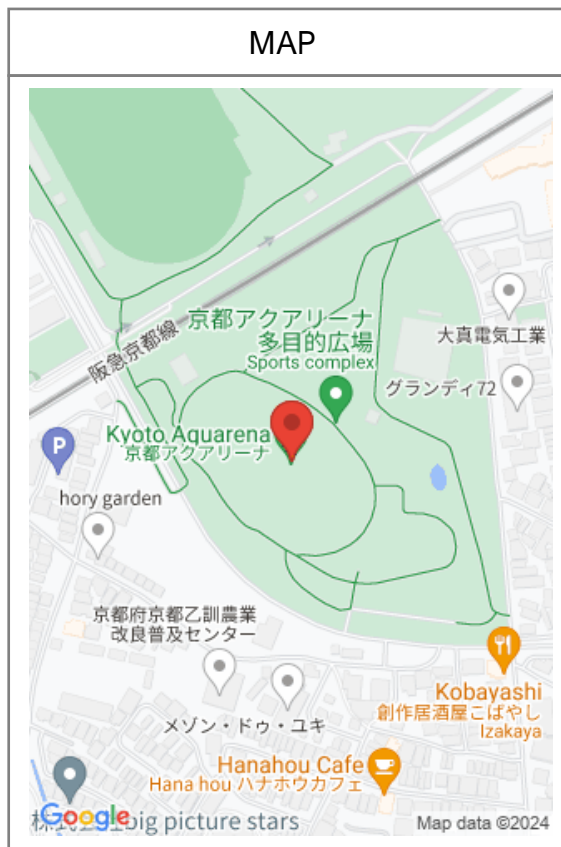 MAP
阪急京都線
京都アクアリーナ
多目的広場
Sports complex
大真電気工業
グランディ72
Kyoto Aquarena
京都アクアリーナ
P
hory garden
京都府京都乙訓農業
改良普及センター
メゾン・ドゥ・ユキ
Kobayashi
創作居酒屋こばやし
Izakaya
Hanahou Cafe
Hana hou ハナホウカフェ
big picture stars
Google
Map data ©2024